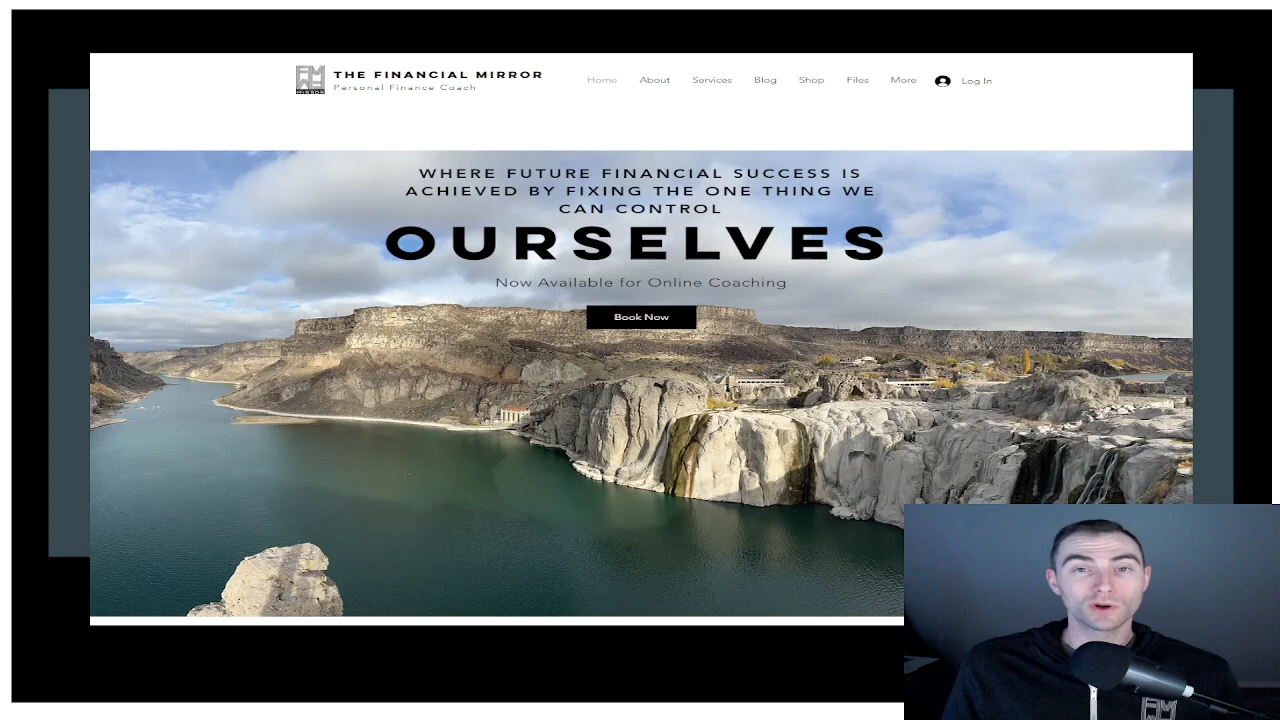 THE FINANCIAL MIRROR
Personal Finance Coach
Home About Services Blog Shop Files More Log In
WHERE FUTURE FINANCIAL SUCCESS IS
ACHIEVED BY FIXING THE ONE THING WE
CAN CONTROL
OURSELVES
Now Available for Online Coaching
Book Now